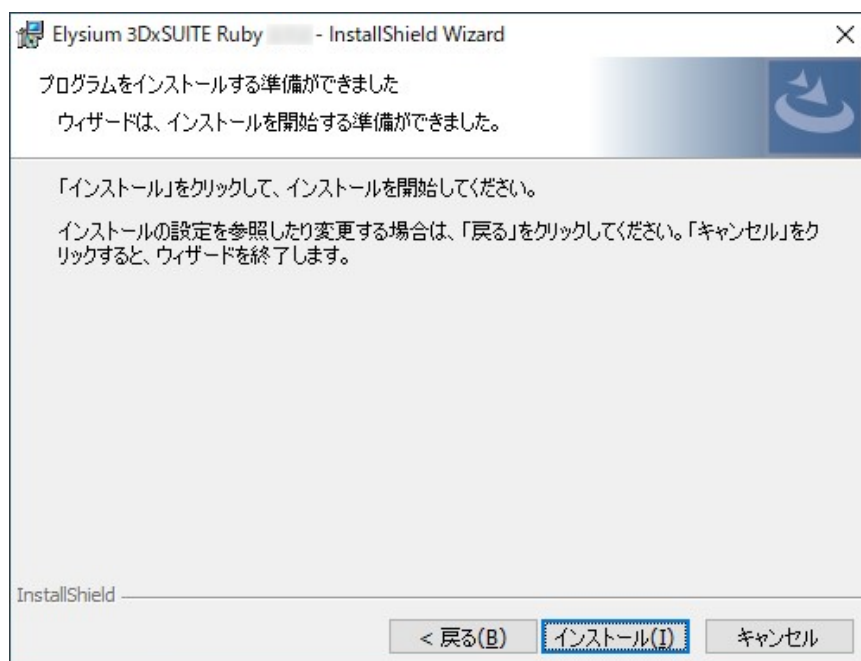 Elysium 3DxSUITE Ruby - InstallShield Wizard
プログラムをインストールする準備ができました
ウィザードは、インストールを開始する準備ができました。
「インストール」をクリックして、インストールを開始してください。
インストールの設定を参照したり変更する場合は、「戻る」をクリックしてください。「キャンセル」をク
リックすると、ウィザードを終了します。
InstallShield
< 戻る(B) インストール(I) キャンセル